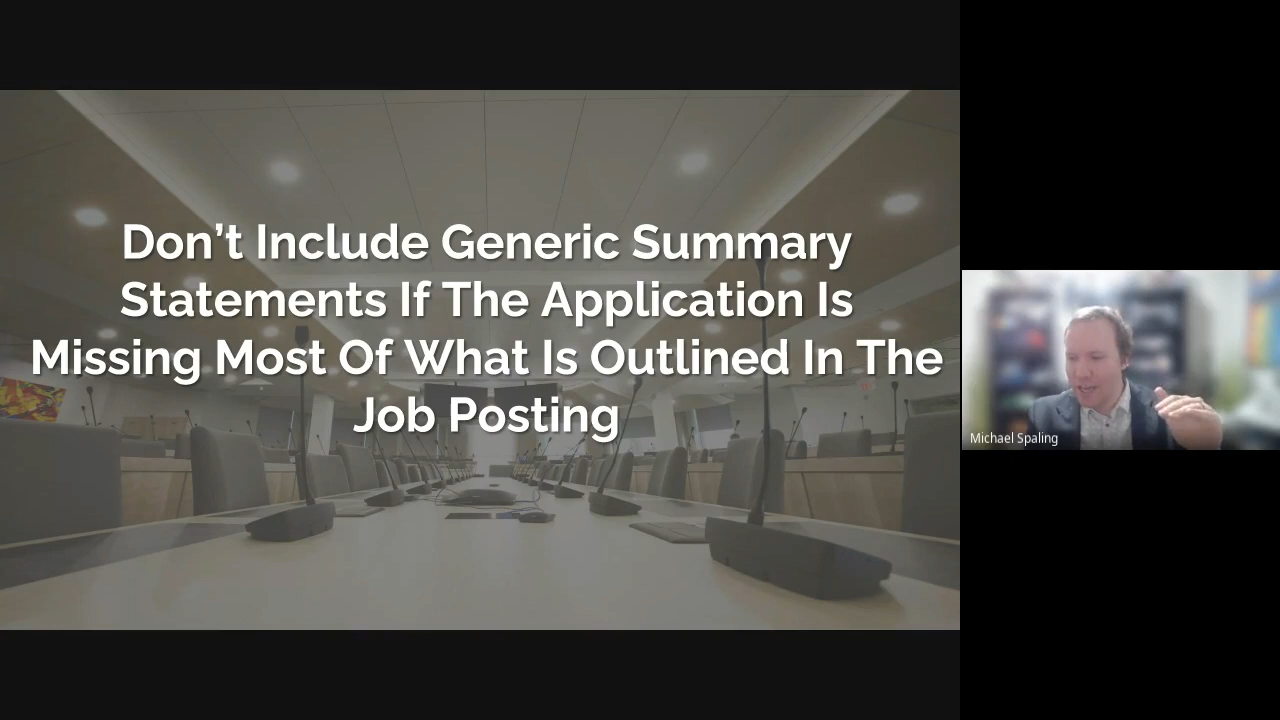 Don’t Include Generic Summary
Statements If The Application Is
Missing Most Of What Is Outlined In The
Job Posting
Michael Spaling